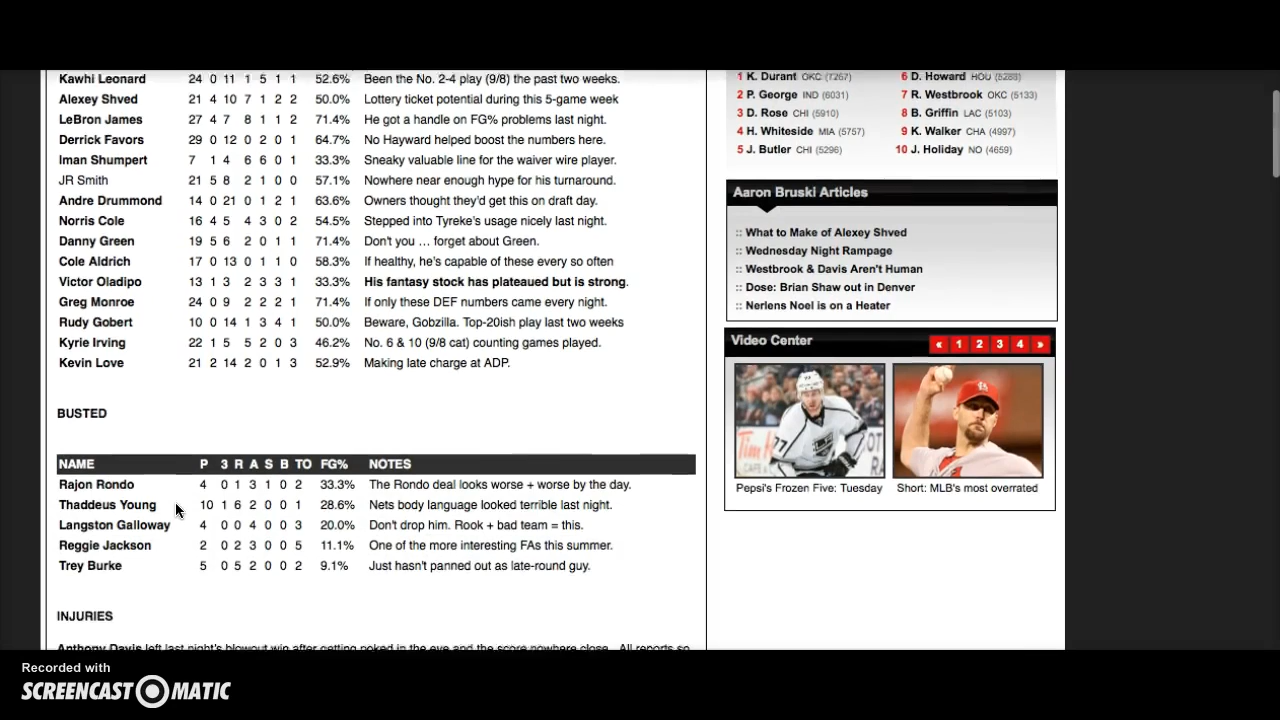 Kawhi Leonard 24 0 11 1 5 1 1 52.6% Been the No. 2-4 play (9/8) the past two weeks.
Alexey Shved 21 4 10 7 1 2 2 50.0% Lottery ticket potential during this 5-game week
LeBron James 27 4 7 8 1 1 2 71.4% He got a handle on FG% problems last night.
Derrick Favors 29 0 12 0 2 0 1 64.7% No Hayward helped boost the numbers here.
Iman Shumpert 7 1 4 6 6 0 1 33.3% Sneaky valuable line for the waiver wire player.
JR Smith 21 5 8 2 1 0 0 57.1% Nowhere near enough hype for his turnaround.
Andre Drummond 14 0 21 0 1 2 1 63.6% Owners thought they'd get this on draft day.
Norris Cole 16 4 5 4 3 0 2 54.5% Stepped into Tyreke's usage nicely last night.
Danny Green 19 5 6 2 0 1 1 71.4% Don't you … forget about Green.
Cole Aldrich 17 0 13 0 1 1 0 58.3% If healthy, he's capable of these every so often
Victor Oladipo 13 1 3 2 3 3 1 33.3% His fantasy stock has plateaued but is strong.
Greg Monroe 24 0 9 2 2 2 1 71.4% If only these DEF numbers came every night.
Rudy Gobert 10 0 14 1 3 4 1 50.0% Beware, Gobzilla. Top-20ish play last two weeks
Kyrie Irving 22 1 5 5 2 0 3 46.2% No. 6 & 10 (9/8 cat) counting games played.
Kevin Love 21 2 14 2 0 1 3 52.9% Making late charge at ADP.
BUSTED
NAME P 3 R A S B TO FG% NOTES
Rajon Rondo 4 0 1 3 1 0 2 33.3% The Rondo deal looks worse + worse by the day.
Thaddeus Young 10 1 6 2 0 0 1 28.6% Nets body language looked terrible last night.
Langston Galloway 4 0 0 4 0 0 3 20.0% Don't drop him. Rook + bad team = this.
Reggie Jackson 2 0 2 3 0 0 5 11.1% One of the more interesting FAs this summer.
Trey Burke 5 0 5 2 0 0 2 9.1% Just hasn't panned out as late-round guy.
INJURIES
Anthony Davis left last night's blowout win after getting poked in the eye and the score nowhere close. All reports so
1 K. Durant OKC (7267) 6 D. Howard HOU (5288)
2 P. George IND (6031) 7 R. Westbrook OKC (5133)
3 D. Rose CHI (5910) 8 B. Griffin LAC (5103)
4 H. Whiteside MIA (5757) 9 K. Walker CHA (4997)
5 J. Butler CHI (5296) 10 J. Holiday NO (4659)
Aaron Bruski Articles
:: What to Make of Alexey Shved
:: Wednesday Night Rampage
:: Westbrook & Davis Aren't Human
:: Dose: Brian Shaw out in Denver
:: Nerlens Noel is on a Heater
Video Center « 1 2 3 4 »
Pepsi's Frozen Five: Tuesday Short: MLB's most overrated
Recorded with
SCREENCAST O MATIC